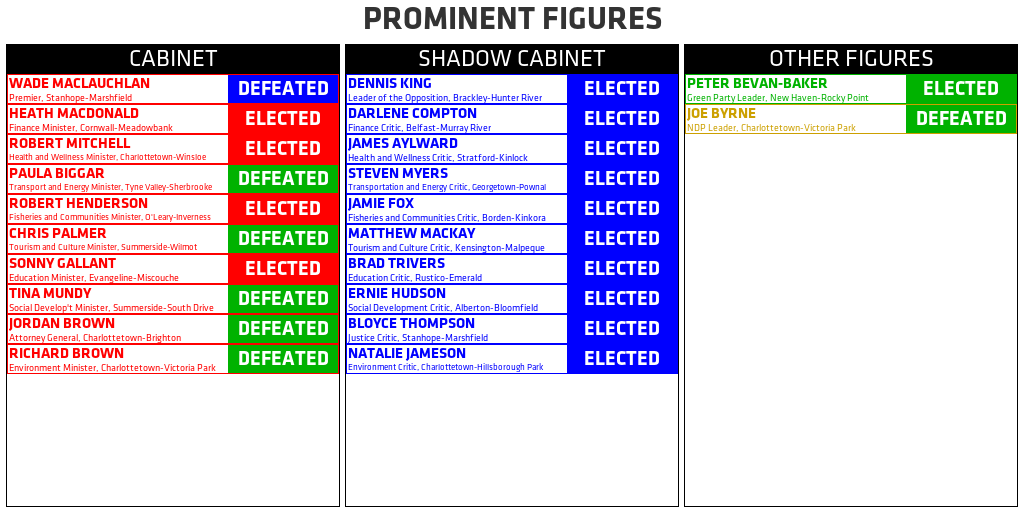 PROMINENT FIGURES
CABINET
WADE MACLAUCHLAN
Premier, Stanhope-Marshfield
DEFEATED
HEATH MACDONALD
Finance Minister, Cornwall-Meadowbank
ELECTED
ROBERT MITCHELL
Health and Wellness Minister, Charlottetown-Winsloe
ELECTED
PAULA BIGGAR
Transport and Energy Minister, Tyne Valley-Sherbrooke
DEFEATED
ROBERT HENDERSON
Fisheries and Communities Minister, O'Leary-Inverness
ELECTED
CHRIS PALMER
Tourism and Culture Minister, Summerside-Wilmot
DEFEATED
SONNY GALLANT
Education Minister, Evangeline-Miscouche
ELECTED
TINA MUNDY
Social Develop't Minister, Summerside-South Drive
DEFEATED
JORDAN BROWN
Attorney General, Charlottetown-Brighton
DEFEATED
RICHARD BROWN
Environment Minister, Charlottetown-Victoria Park
DEFEATED
SHADOW CABINET
DENNIS KING
Leader of the Opposition, Brackley-Hunter River
ELECTED
DARLENE COMPTON
Finance Critic, Belfast-Murray River
ELECTED
JAMES AYLWARD
Health and Wellness Critic, Stratford-Kinlock
ELECTED
STEVEN MYERS
Transportation and Energy Critic, Georgetown-Pownal
ELECTED
JAMIE FOX
Fisheries and Communities Critic, Borden-Kinkora
ELECTED
MATTHEW MACKAY
Tourism and Culture Critic, Kensington-Malpeque
ELECTED
BRAD TRIVERS
Education Critic, Rustico-Emerald
ELECTED
ERNIE HUDSON
Social Development Critic, Alberton-Bloomfield
ELECTED
BLOYCE THOMPSON
Justice Critic, Stanhope-Marshfield
ELECTED
NATALIE JAMESON
Environment Critic, Charlottetown-Hillsborough Park
ELECTED
OTHER FIGURES
PETER BEVAN-BAKER
Green Party Leader, New Haven-Rocky Point
ELECTED
JOE BYRNE
NDP Leader, Charlottetown-Victoria Park
DEFEATED